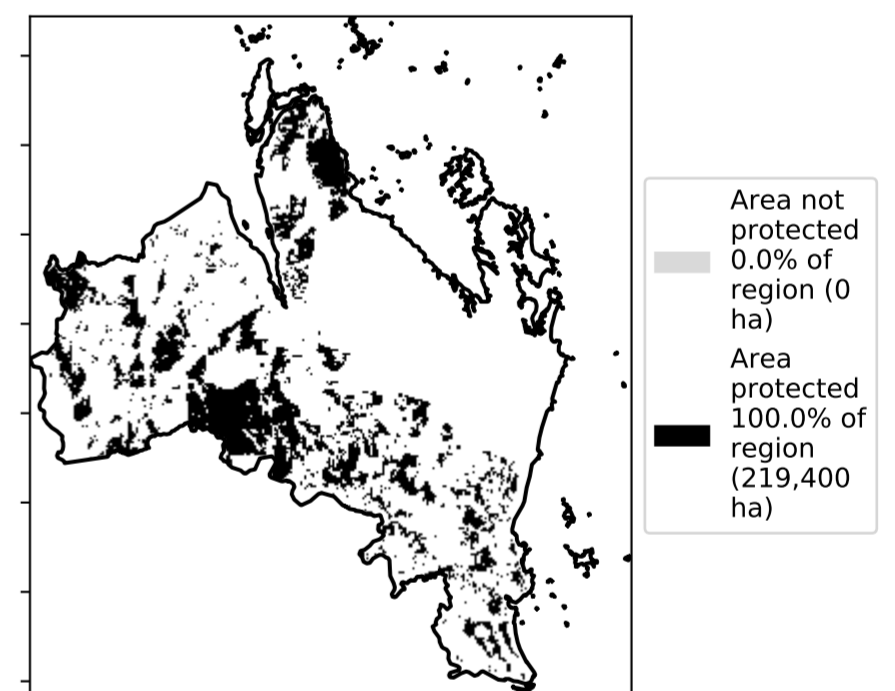 Area not
protected
0.0% of
region (0
ha)
Area
protected
100.0% of
region
(219,400
ha)